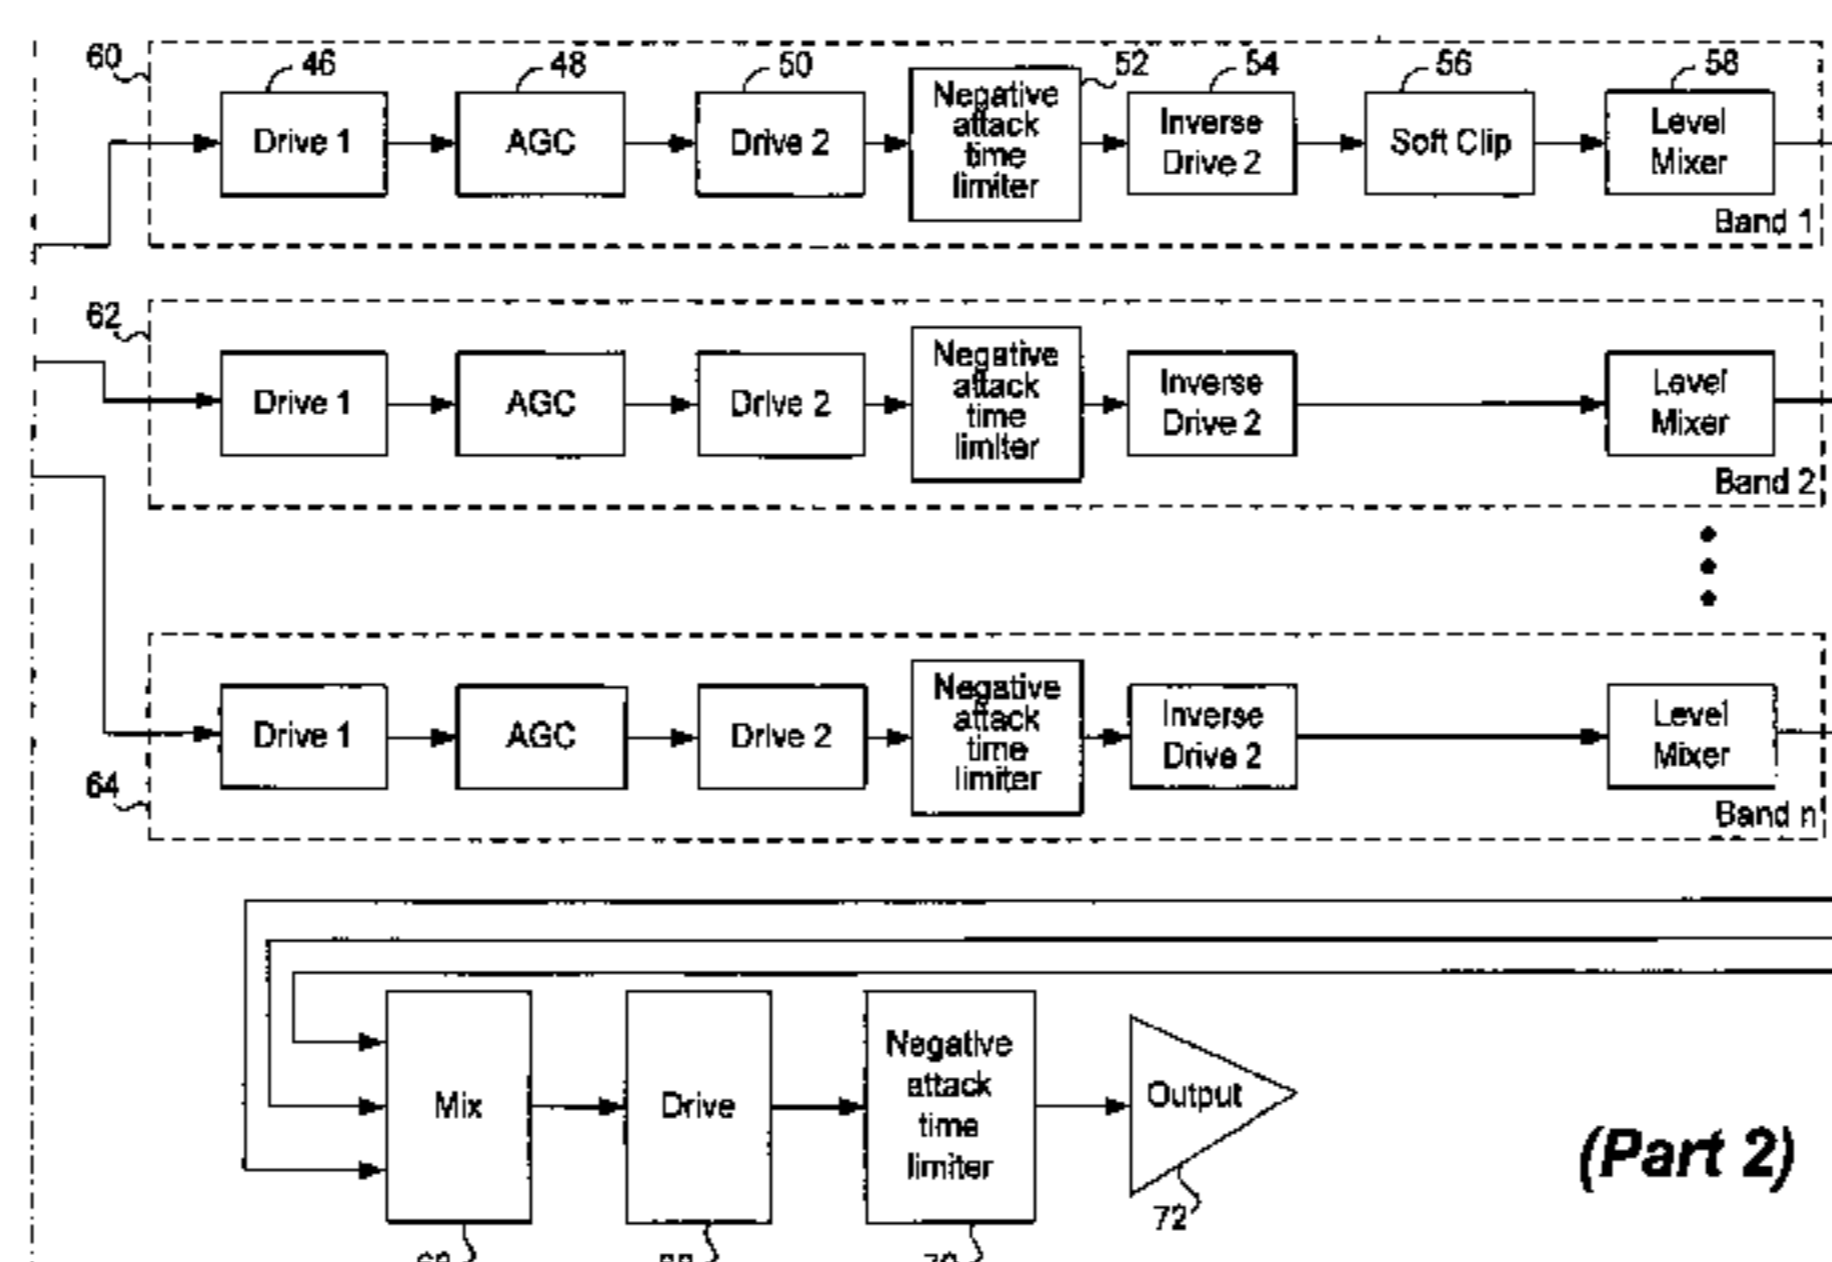 60
46
48
50
52
54
56
58
Drive 1
AGC
Drive 2
Negative
attack
time
limiter
Inverse
Drive 2
Soft Clip
Level
Mixer
Band 1
62
Drive 1
AGC
Drive 2
Negative
attack
time
limiter
Inverse
Drive 2
Level
Mixer
Band 2
Drive 1
AGC
Drive 2
Negative
attack
time
limiter
Inverse
Drive 2
Level
Mixer
64
Band n
Mix
Drive
Negative
attack
time
limiter
Output
(Part 2)
72